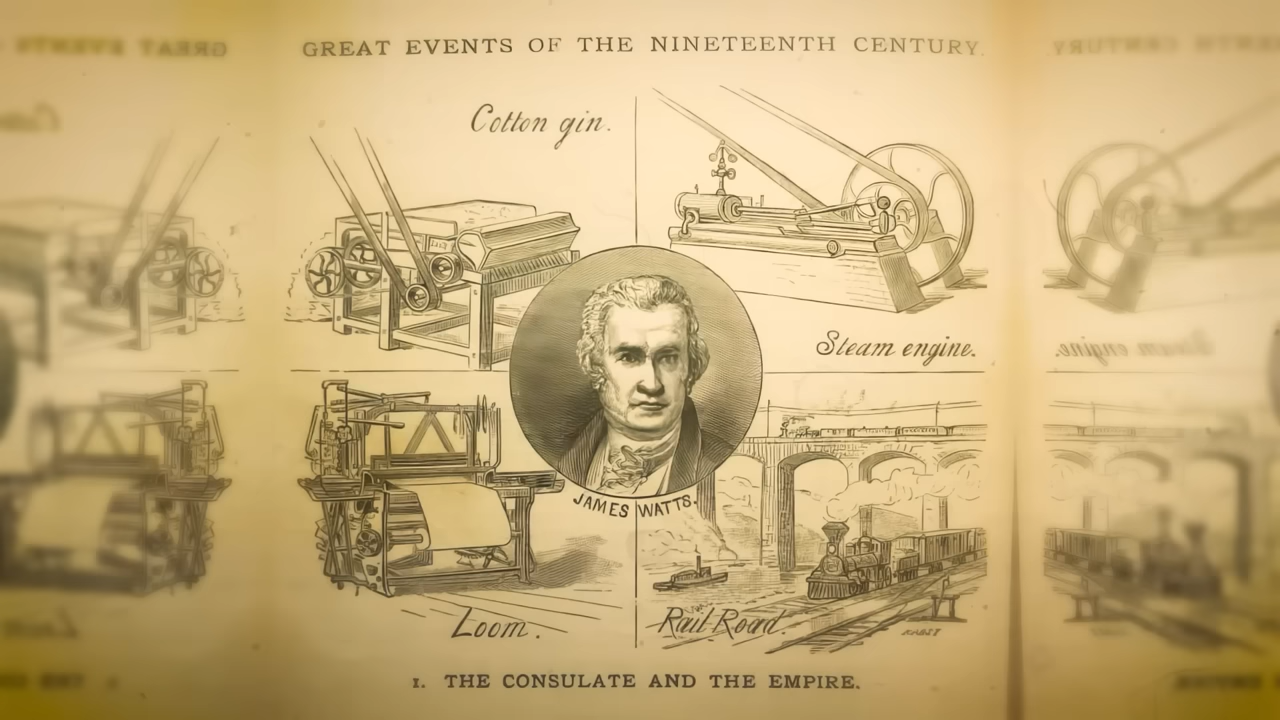 GREAT EVENTS OF THE NINETEENTH CENTURY.
Cotton gin.
Steam engine.
JAMES WATTS.
Loom.
Rail Road.
I. THE CONSULATE AND THE EMPIRE.